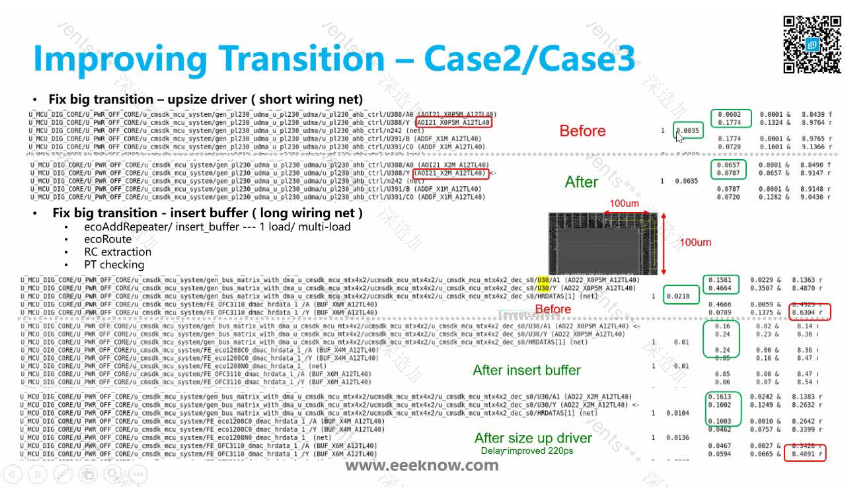 Improving Transition – Case2/Case3
• Fix big transition – upsize driver ( short wiring net)
U_MCU_DIG_CORE/U_PWR_OFF_CORE/u_cmsdk_mcu_system/gen_pl230_udma_u_pl230_udma/u_pl230_ahb_ctrl/U388/A0 (AOI21_X0P5M_A12TL40) 0.0602 0.0001 & 8.8439 f
U_MCU_DIG_CORE/U_PWR_OFF_CORE/u_cmsdk_mcu_system/gen_pl230_udma_u_pl230_udma/u_pl230_ahb_ctrl/U388/Y (AOI21_X0P5M_A12TL40) 0.1774 0.1324 & 8.9764 r
U_MCU_DIG_CORE/U_PWR_OFF_CORE/u_cmsdk_mcu_system/gen_pl230_udma_u_pl230_udma/u_pl230_ahb_ctrl/n242 (net) 1 0.0035
Before
U_MCU_DIG_CORE/U_PWR_OFF_CORE/u_cmsdk_mcu_system/gen_pl230_udma_u_pl230_udma/u_pl230_ahb_ctrl/U391/B (ADDF_X1M_A12TL40) 0.1774 0.0001 & 8.9765 r
U_MCU_DIG_CORE/U_PWR_OFF_CORE/u_cmsdk_mcu_system/gen_pl230_udma_u_pl230_udma/u_pl230_ahb_ctrl/U391/CO (ADDF_X1M_A12TL40) 0.0720 0.1601 & 9.1366 r
U_MCU_DIG_CORE/U_PWR_OFF_CORE/u_cmsdk_mcu_system/gen_pl230_udma_u_pl230_udma/u_pl230_ahb_ctrl/U388/A0 (AOI21_X2M_A12TL40) 0.0657 0.0001 & 8.8490 f
U_MCU_DIG_CORE/U_PWR_OFF_CORE/u_cmsdk_mcu_system/gen_pl230_udma_u_pl230_udma/u_pl230_ahb_ctrl/U388/Y (AOI21_X2M_A12TL40) <- 0.0787 0.0657 & 8.9147 r
U_MCU_DIG_CORE/U_PWR_OFF_CORE/u_cmsdk_mcu_system/gen_pl230_udma_u_pl230_udma/u_pl230_ahb_ctrl/n242 (net) 1 0.0035
After
U_MCU_DIG_CORE/U_PWR_OFF_CORE/u_cmsdk_mcu_system/gen_pl230_udma_u_pl230_udma/u_pl230_ahb_ctrl/U391/B (ADDF_X1M_A12TL40) 0.0787 0.0001 & 8.9148 r
U_MCU_DIG_CORE/U_PWR_OFF_CORE/u_cmsdk_mcu_system/gen_pl230_udma_u_pl230_udma/u_pl230_ahb_ctrl/U391/CO (ADDF_X1M_A12TL40) 0.0720 0.1282 & 9.0430 r
• Fix big transition - insert buffer ( long wiring net )
• ecoAddRepeater/ insert_buffer --- 1 load/ multi-load
• ecoRoute
• RC extraction
• PT checking
100um
100um
U_MCU_DIG_CORE/U_PWR_OFF_CORE/u_cmsdk_mcu_system/gen_bus_matrix_with_dma_u_cmsdk_mcu_mtx4x2/u_cmsdk_mcu_mtx4x2_dec_s0/U30/A1 (AO22_X0P5M_A12TL40) 0.1581 0.0229 & 8.1363 r
U_MCU_DIG_CORE/U_PWR_OFF_CORE/u_cmsdk_mcu_system/gen_bus_matrix_with_dma_u_cmsdk_mcu_mtx4x2/u_cmsdk_mcu_mtx4x2_dec_s0/U30/Y (AO22_X0P5M_A12TL40) 0.4664 0.3507 & 8.4870 r
U_MCU_DIG_CORE/U_PWR_OFF_CORE/u_cmsdk_mcu_system/gen_bus_matrix_with_dma_u_cmsdk_mcu_mtx4x2/u_cmsdk_mcu_mtx4x2_dec_s0/HRDATAS[1] (net) 1 0.0218
0.4666 0.0059 & 8.4929 r
U_MCU_DIG_CORE/U_PWR_OFF_CORE/u_cmsdk_mcu_system/FE_OFC3110_dmac_hrdata_1_/Y (BUF_X6M_A12TL40) 0.0789 0.1375 & 8.6304 r
Before
U_MCU_DIG_CORE/U_PWR_OFF_CORE/u_cmsdk_mcu_system/gen_bus_matrix_with_dma_u_cmsdk_mcu_mtx4x2/ucmsdk_mcu_mtx4x2_dec_s0/U30/A1 (AO22_X0P5M_A12TL40) <- 0.16 0.02 & 8.14 r
U_MCU_DIG_CORE/U_PWR_OFF_CORE/u_cmsdk_mcu_system/gen_bus_matrix_with_dma_u_cmsdk_mcu_mtx4x2/ucmsdk_mcu_mtx4x2_dec_s0/U30/Y (AO22_X0P5M_A12TL40) 0.24 0.23 & 8.36 r
U_MCU_DIG_CORE/U_PWR_OFF_CORE/u_cmsdk_mcu_system/gen_bus_matrix_with_dma_u_cmsdk_mcu_mtx4x2/ucmsdk_mcu_mtx4x2_dec_s0/HRDATAS[1] (net) 1 0.01
U_MCU_DIG_CORE/U_PWR_OFF_CORE/u_cmsdk_mcu_system/FE_eco1208C0_dmac_hrdata_1_/A (BUF_X4M_A12TL40) 0.24 0.00 & 8.36 r
U_MCU_DIG_CORE/U_PWR_OFF_CORE/u_cmsdk_mcu_system/FE_eco1208C0_dmac_hrdata_1_/Y (BUF_X4M_A12TL40) 0.05 0.10 & 8.47 r
U_MCU_DIG_CORE/U_PWR_OFF_CORE/u_cmsdk_mcu_system/FE_eco1208N0_dmac_hrdata_1_ (net) 1 0.01
U_MCU_DIG_CORE/U_PWR_OFF_CORE/u_cmsdk_mcu_system/FE_OFC3110_dmac_hrdata_1_/A (BUF_X6M_A12TL40) 0.05 0.00 & 8.47 r
U_MCU_DIG_CORE/U_PWR_OFF_CORE/u_cmsdk_mcu_system/FE_OFC3110_dmac_hrdata_1_/Y (BUF_X6M_A12TL40) 0.06 0.07 & 8.54 r
After insert buffer
U_MCU_DIG_CORE/U_PWR_OFF_CORE/u_cmsdk_mcu_system/gen_bus_matrix_with_dma_u_cmsdk_mcu_mtx4x2/ucmsdk_mcu_mtx4x2_dec_s0/U30/A1 (AO22_X2M_A12TL40) 0.1613 0.0242 & 8.1383 r
U_MCU_DIG_CORE/U_PWR_OFF_CORE/u_cmsdk_mcu_system/gen_bus_matrix_with_dma_u_cmsdk_mcu_mtx4x2/ucmsdk_mcu_mtx4x2_dec_s0/U30/Y (AO22_X2M_A12TL40) <- 0.1002 0.1249 & 8.2632 r
U_MCU_DIG_CORE/U_PWR_OFF_CORE/u_cmsdk_mcu_system/gen_bus_matrix_with_dma_u_cmsdk_mcu_mtx4x2/ucmsdk_mcu_mtx4x2_dec_s0/HRDATAS[1] (net) 1 0.0104
U_MCU_DIG_CORE/U_PWR_OFF_CORE/u_cmsdk_mcu_system/FE_eco1208C0_dmac_hrdata_1_/A (BUF_X4M_A12TL40) 0.1003 0.0010 & 8.2642 r
U_MCU_DIG_CORE/U_PWR_OFF_CORE/u_cmsdk_mcu_system/FE_eco1208C0_dmac_hrdata_1_/Y (BUF_X4M_A12TL40) 0.0462 0.0757 & 8.3399 r
U_MCU_DIG_CORE/U_PWR_OFF_CORE/u_cmsdk_mcu_system/FE_eco1208N0_dmac_hrdata_1_ (net) 1 0.0136
U_MCU_DIG_CORE/U_PWR_OFF_CORE/u_cmsdk_mcu_system/FE_OFC3110_dmac_hrdata_1_/A (BUF_X6M_A12TL40) 0.0467 0.0027 & 8.3426 r
U_MCU_DIG_CORE/U_PWR_OFF_CORE/u_cmsdk_mcu_system/FE_OFC3110_dmac_hrdata_1_/Y (BUF_X6M_A12TL40) 0.0594 0.0665 & 8.4091 r
After size up driver
Delay improved 220ps
www.eeeknow.com